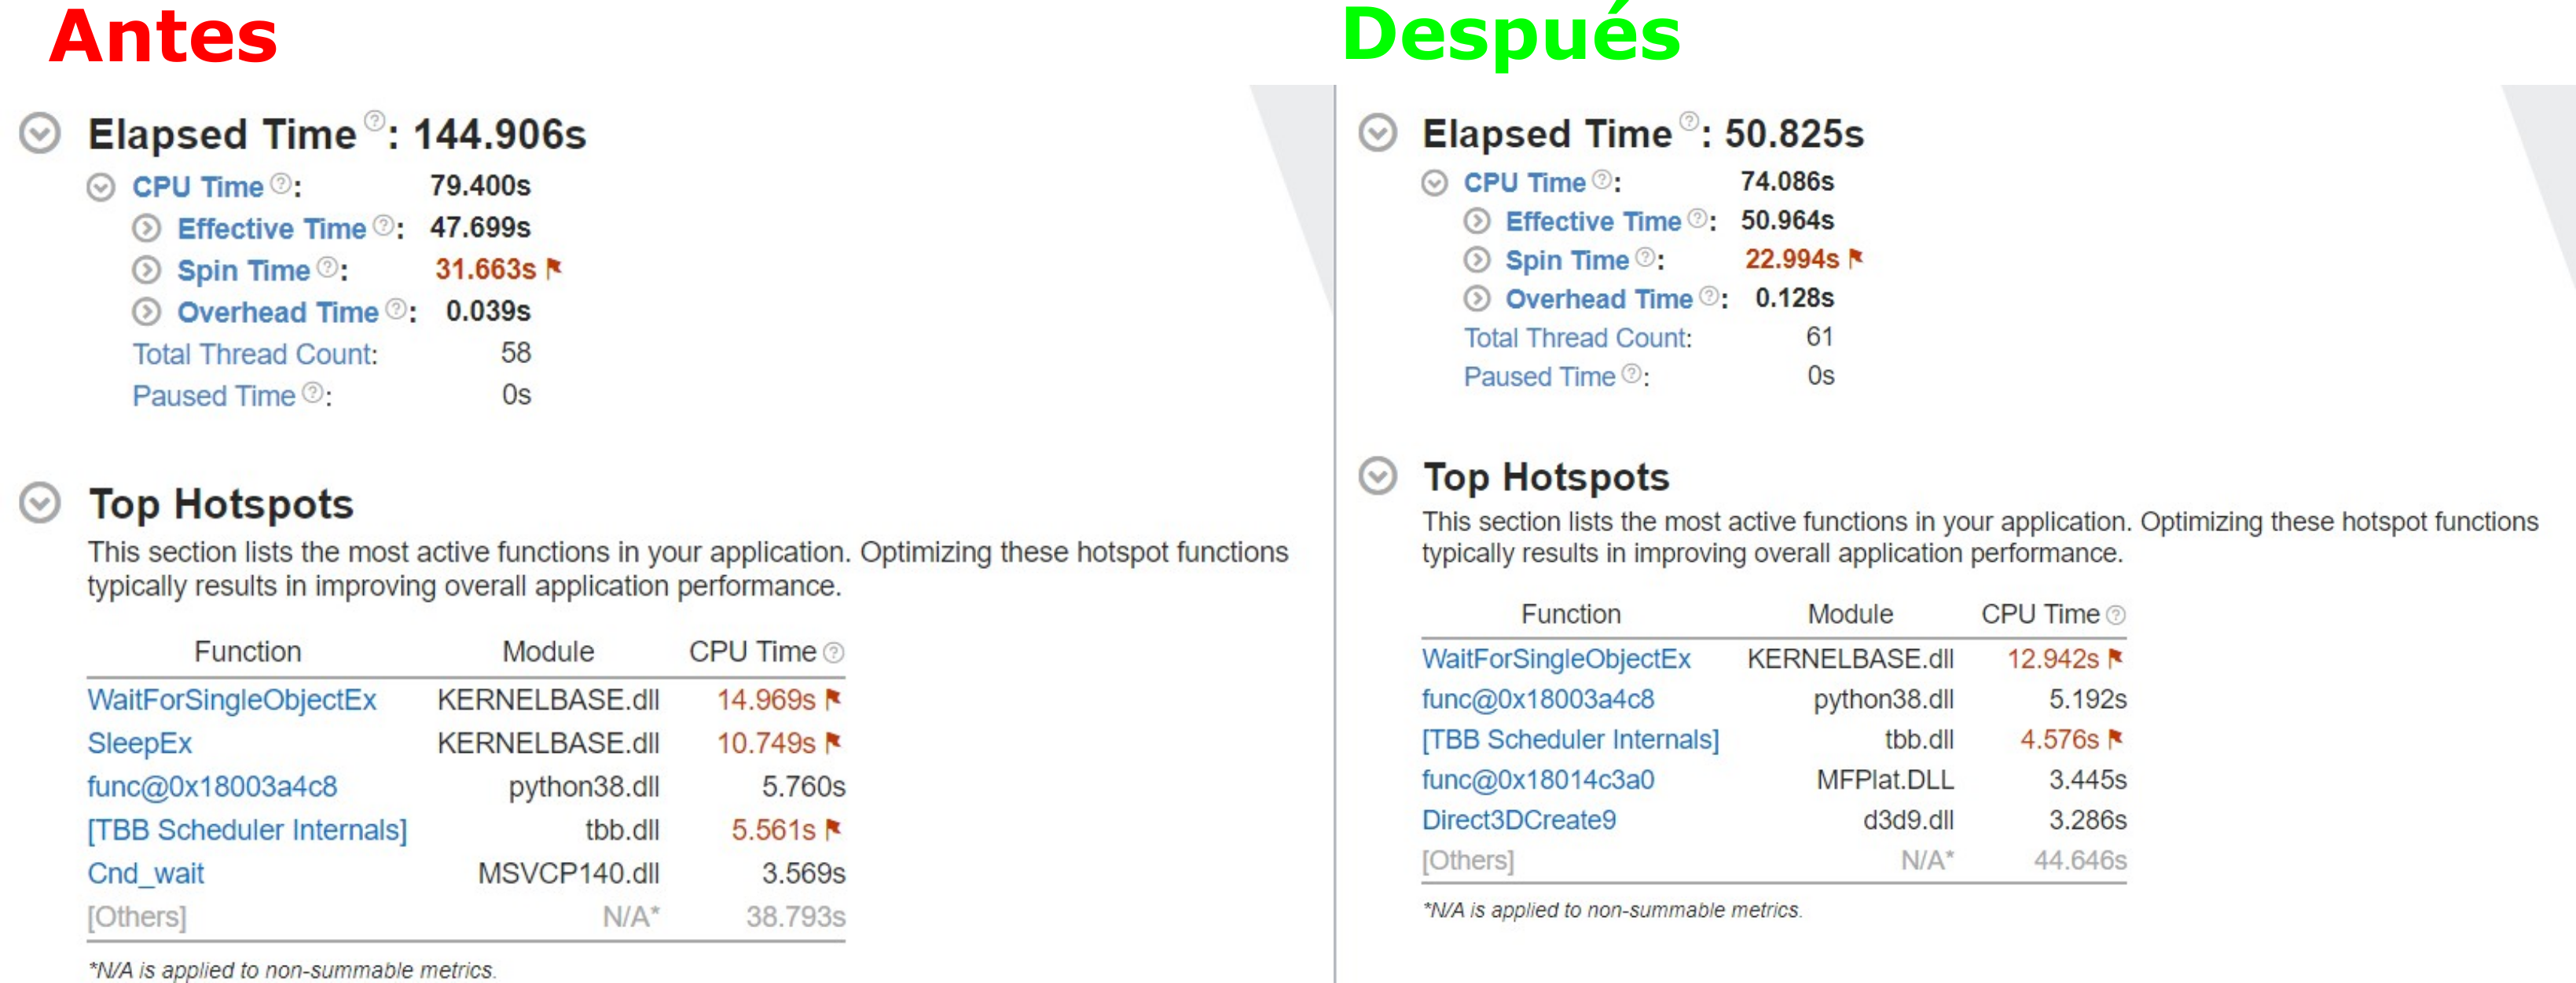 Antes
Elapsed Time ?: 144.906s
CPU Time ?: 79.400s
Effective Time ?: 47.699s
Spin Time ?: 31.663s
Overhead Time ?: 0.039s
Total Thread Count: 58
Paused Time ?: 0s
Top Hotspots
This section lists the most active functions in your application. Optimizing these hotspot functions
typically results in improving overall application performance.
Function Module CPU Time ?
WaitForSingleObjectEx KERNELBASE.dll 14.969s
SleepEx KERNELBASE.dll 10.749s
func@0x18003a4c8 python38.dll 5.760s
[TBB Scheduler Internals] tbb.dll 5.561s
Cnd_wait MSVCP140.dll 3.569s
[Others] N/A* 38.793s
*N/A is applied to non-summable metrics.
Después
Elapsed Time ?: 50.825s
CPU Time ?: 74.086s
Effective Time ?: 50.964s
Spin Time ?: 22.994s
Overhead Time ?: 0.128s
Total Thread Count: 61
Paused Time ?: 0s
Top Hotspots
This section lists the most active functions in your application. Optimizing these hotspot functions
typically results in improving overall application performance.
Function Module CPU Time ?
WaitForSingleObjectEx KERNELBASE.dll 12.942s
func@0x18003a4c8 python38.dll 5.192s
[TBB Scheduler Internals] tbb.dll 4.576s
func@0x18014c3a0 MFPlat.DLL 3.445s
Direct3DCreate9 d3d9.dll 3.286s
[Others] N/A* 44.646s
*N/A is applied to non-summable metrics.